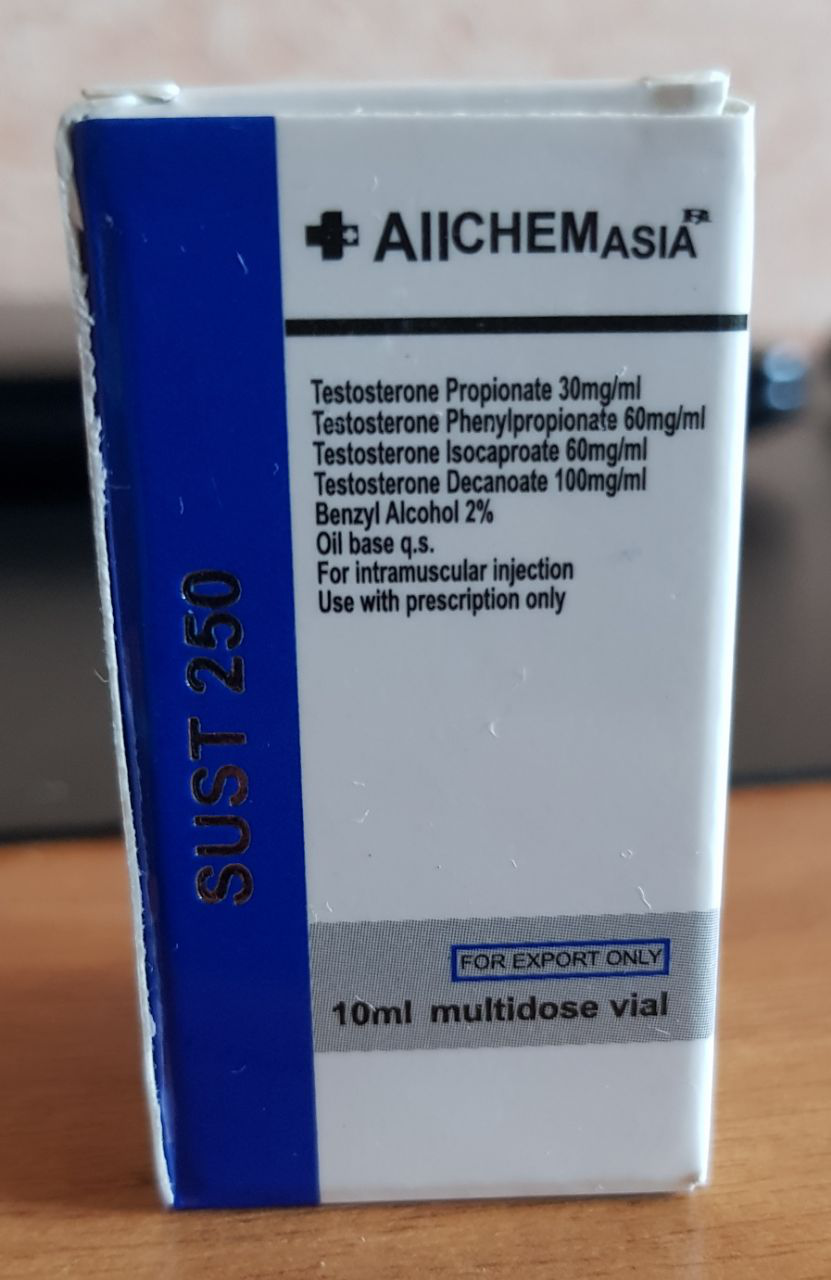 AllCHEMASIA Rx
Testosterone Propionate 30mg/ml
Testosterone Phenylpropionate 60mg/ml
Testosterone Isocaproate 60mg/ml
Testosterone Decanoate 100mg/ml
Benzyl Alcohol 2%
Oil base q.s.
For intramuscular injection
Use with prescription only
SUST 250
FOR EXPORT ONLY
10ml multidose vial